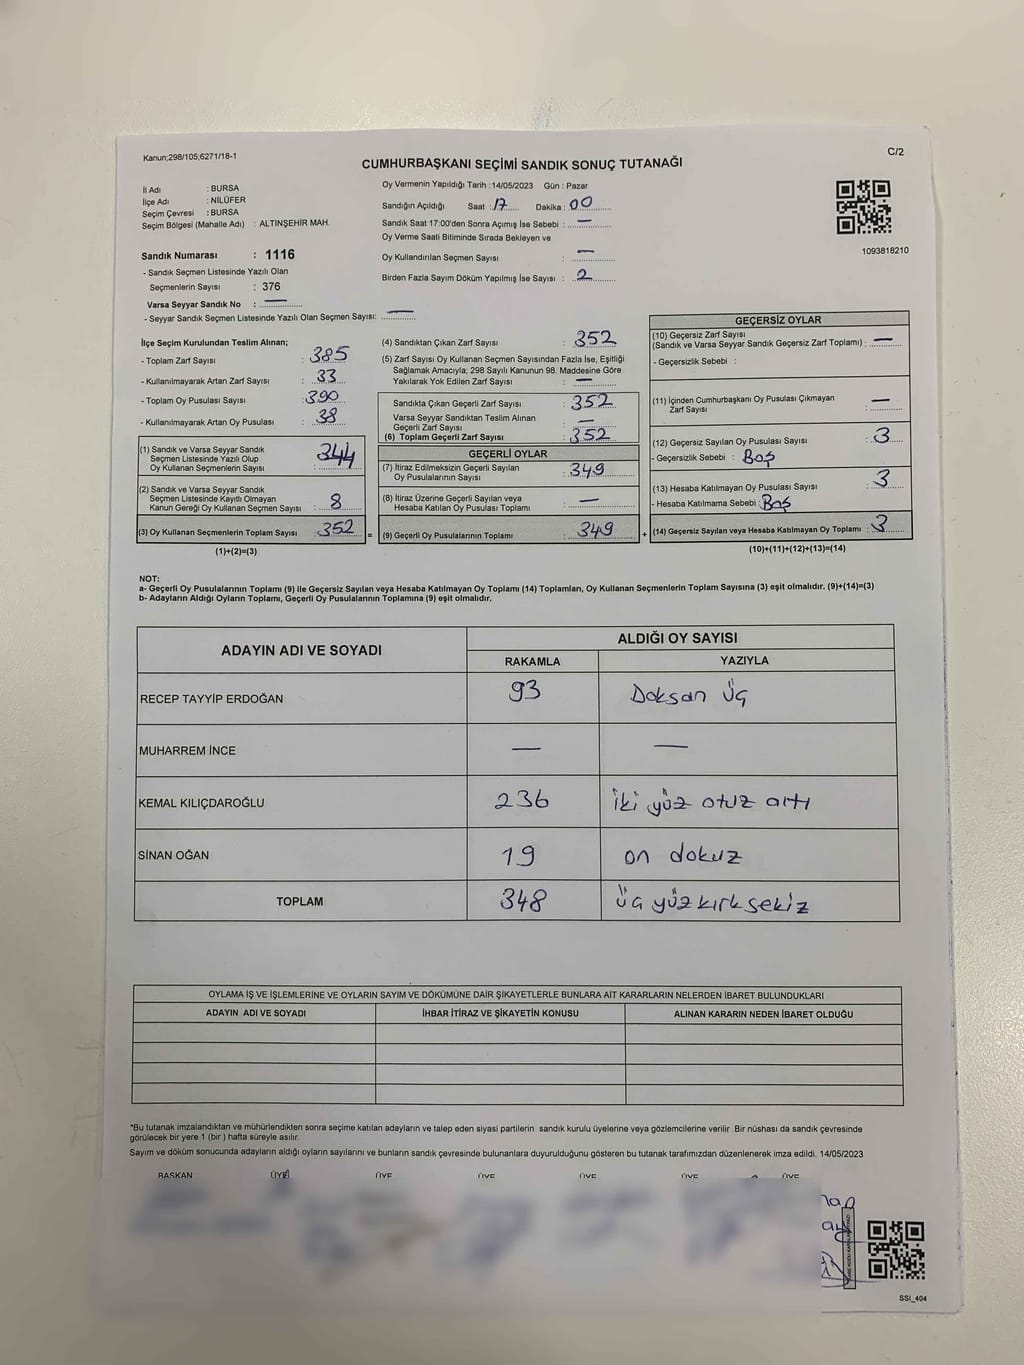 Kanun;298/105;6271/18-1
C/2
CUMHURBAŞKANI SEÇİMİ SANDIK SONUÇ TUTANAĞI
İl Adı : BURSA
İlçe Adı : NİLÜFER
Seçim Çevresi : BURSA
Seçim Bölgesi (Mahalle Adı) : ALTINŞEHİR MAH.
Sandık Numarası : 1116
- Sandık Seçmen Listesinde Yazılı Olan
Seçmenlerin Sayısı : 376
Varsa Seyyar Sandık No : —
- Seyyar Sandık Seçmen Listesinde Yazılı Olan Seçmen Sayısı: —
Oy Vermenin Yapıldığı Tarih : 14/05/2023 Gün : Pazar
Sandığın Açıldığı Saat : 17 Dakika : 00
Sandık Saat 17:00'den Sonra Açımış İse Sebebi : —
Oy Verme Saati Bitiminde Sırada Bekleyen ve
Oy Kullandırılan Seçmen Sayısı : —
Birden Fazla Sayım Döküm Yapılmış İse Sayısı : 2
1093818210
İlçe Seçim Kurulundan Teslim Alınan;
- Toplam Zarf Sayısı : 385
- Kullanılmayarak Artan Zarf Sayısı : 33
- Toplam Oy Pusulası Sayısı : 390
- Kullanılmayarak Artan Oy Pusulası : 38
(1) Sandık ve Varsa Seyyar Sandık
Seçmen Listesinde Yazılı Olup
Oy Kullanan Seçmenlerin Sayısı : 344
(2) Sandık ve Varsa Seyyar Sandık
Seçmen Listesinde Kayıtlı Olmayan
Kanun Gereği Oy Kullanan Seçmen Sayısı : 8
(3) Oy Kullanan Seçmenlerin Toplam Sayısı : 352 =
(1)+(2)=(3)
(4) Sandıktan Çıkan Zarf Sayısı : 352
(5) Zarf Sayısı Oy Kullanan Seçmen Sayısından Fazla İse, Eşitliği
Sağlamak Amacıyla; 298 Sayılı Kanunun 98. Maddesine Göre
Yakılarak Yok Edilen Zarf Sayısı : —
Sandıkta Çıkan Geçerli Zarf Sayısı : 352
Varsa Seyyar Sandıktan Teslim Alınan
Geçerli Zarf Sayısı : —
(6) Toplam Geçerli Zarf Sayısı : 352
GEÇERLİ OYLAR
(7) İtiraz Edilmeksizin Geçerli Sayılan
Oy Pusulalarının Sayısı : 349
(8) İtiraz Üzerine Geçerli Sayılan veya
Hesaba Katılan Oy Pusulası Toplamı : —
(9) Geçerli Oy Pusulalarının Toplamı : 349 +
GEÇERSİZ OYLAR
(10) Geçersiz Zarf Sayısı
(Sandık ve Varsa Seyyar Sandık Geçersiz Zarf Toplamı) : —
- Geçersizlik Sebebi :
(11) İçinden Cumhurbaşkanı Oy Pusulası Çıkmayan
Zarf Sayısı : —
(12) Geçersiz Sayılan Oy Pusulası Sayısı : 3
- Geçersizlik Sebebi : Boş
(13) Hesaba Katılmayan Oy Pusulası Sayısı : 3
- Hesaba Katılmama Sebebi : Boş
(14) Geçersiz Sayılan veya Hesaba Katılmayan Oy Toplamı : 3
(10)+(11)+(12)+(13)=(14)
NOT:
a- Geçerli Oy Pusulalarının Toplamı (9) ile Geçersiz Sayılan veya Hesaba Katılmayan Oy Toplamı (14) Toplamları, Oy Kullanan Seçmenlerin Toplam Sayısına (3) eşit olmalıdır. (9)+(14)=(3)
b- Adayların Aldığı Oyların Toplamı, Geçerli Oy Pusulalarının Toplamına (9) eşit olmalıdır.
ADAYIN ADI VE SOYADI
ALDIĞI OY SAYISI
RAKAMLA YAZIYLA
RECEP TAYYİP ERDOĞAN 93 Doksan Üç
MUHARREM İNCE — —
KEMAL KILIÇDAROĞLU 236 iki yüz otuz altı
SİNAN OĞAN 19 on dokuz
TOPLAM 348 Üç yüz kırk sekiz
OYLAMA İŞ VE İŞLEMLERİNE VE OYLARIN SAYIM VE DÖKÜMÜNE DAİR ŞİKAYETLERLE BUNLARA AİT KARARLARIN NELERDEN İBARET BULUNDUKLARI
ADAYIN ADI VE SOYADI İHBAR İTİRAZ VE ŞİKAYETİN KONUSU ALINAN KARARIN NEDEN İBARET OLDUĞU
*Bu tutanak imzalandıktan ve mühürlendikten sonra seçime katılan adayların ve talep eden siyasi partilerin sandık kurulu üyelerine veya gözlemcilerine verilir .Bir nüshası da sandık çevresinde
görülecek bir yere 1 (bir ) hafta süreyle asılır.
Sayım ve döküm sonucunda adayların aldığı oyların sayılarını ve bunların sandık çevresinde bulunanlara duyurulduğunu gösteren bu tutanak tarafımızdan düzenlenerek imza edildi. 14/05/2023
BAŞKAN ÜYE ÜYE ÜYE ÜYE ÜYE ÜYE
SSI_404